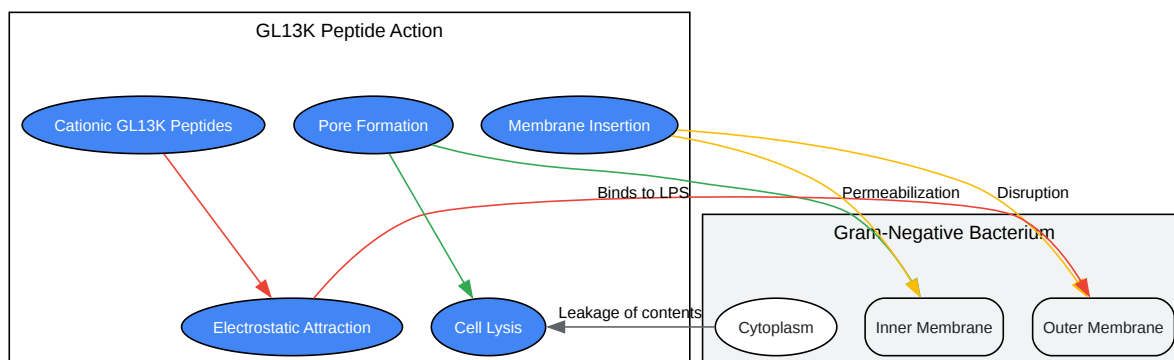 GL13K Peptide Action
Cationic GL13K Peptides
Pore Formation
Membrane Insertion
Binds to LPS
Permeabilization
Disruption
Gram-Negative Bacterium
Leakage of contents
Electrostatic Attraction
Cell Lysis
Cytoplasm
Inner Membrane
Outer Membrane